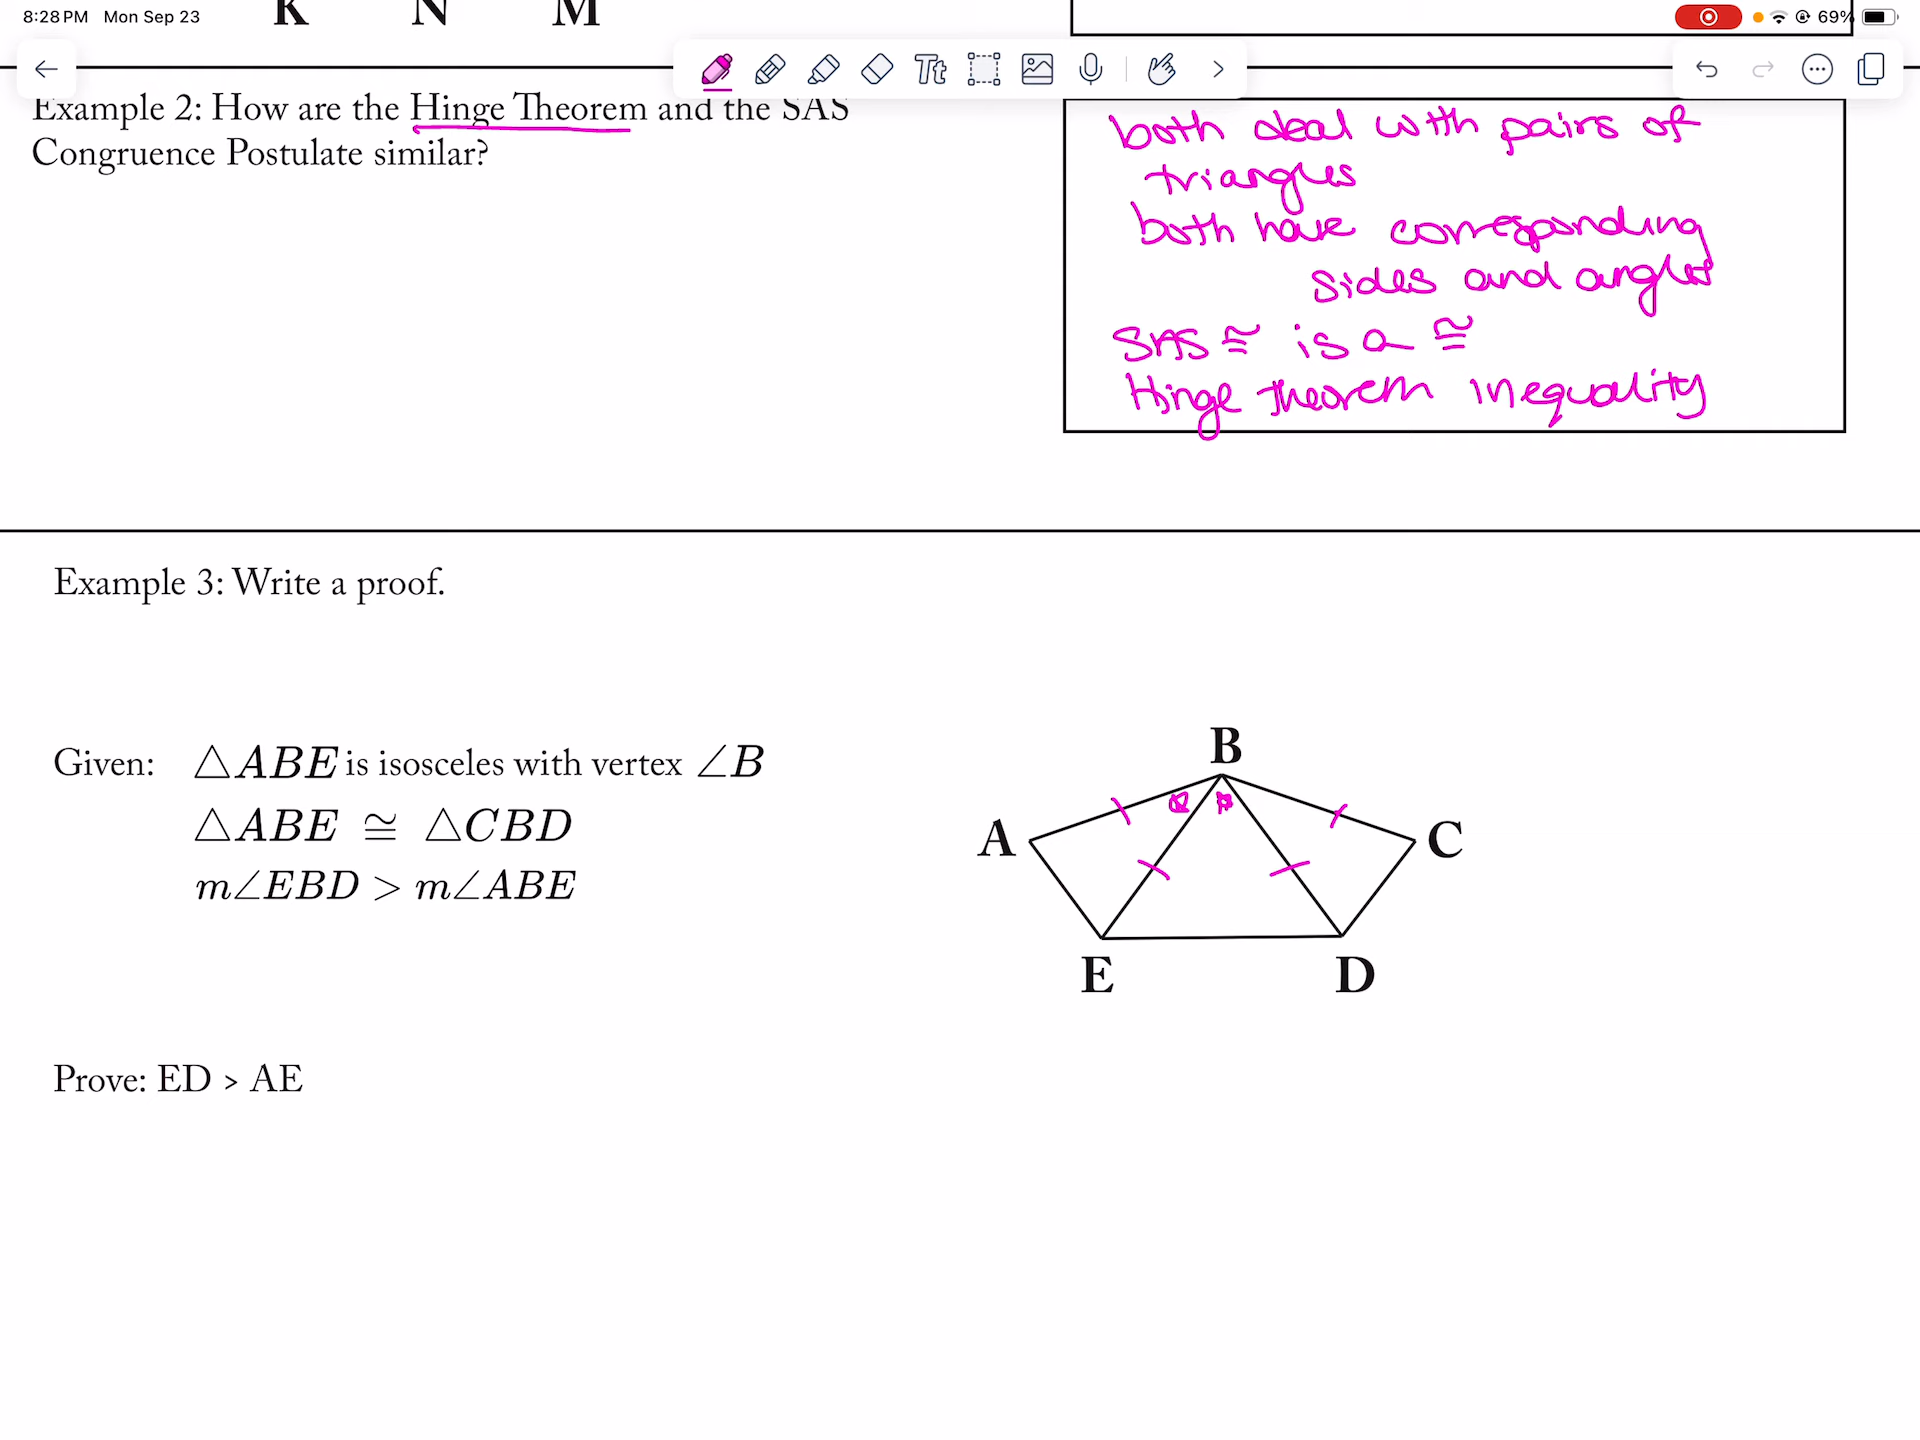 8:28 PM Mon Sep 23
69%
K N M
Tt
Example 2: How are the Hinge Theorem and the SAS
Congruence Postulate similar?
both deal with pairs of
triangles
both have corresponding
sides and angles
SAS ≅ is a ≅
Hinge Theorem inequality
Example 3: Write a proof.
Given: △ABE is isosceles with vertex ∠B
△ABE ≅ △CBD
m∠EBD > m∠ABE
B
A
C
E
D
Prove: ED > AE